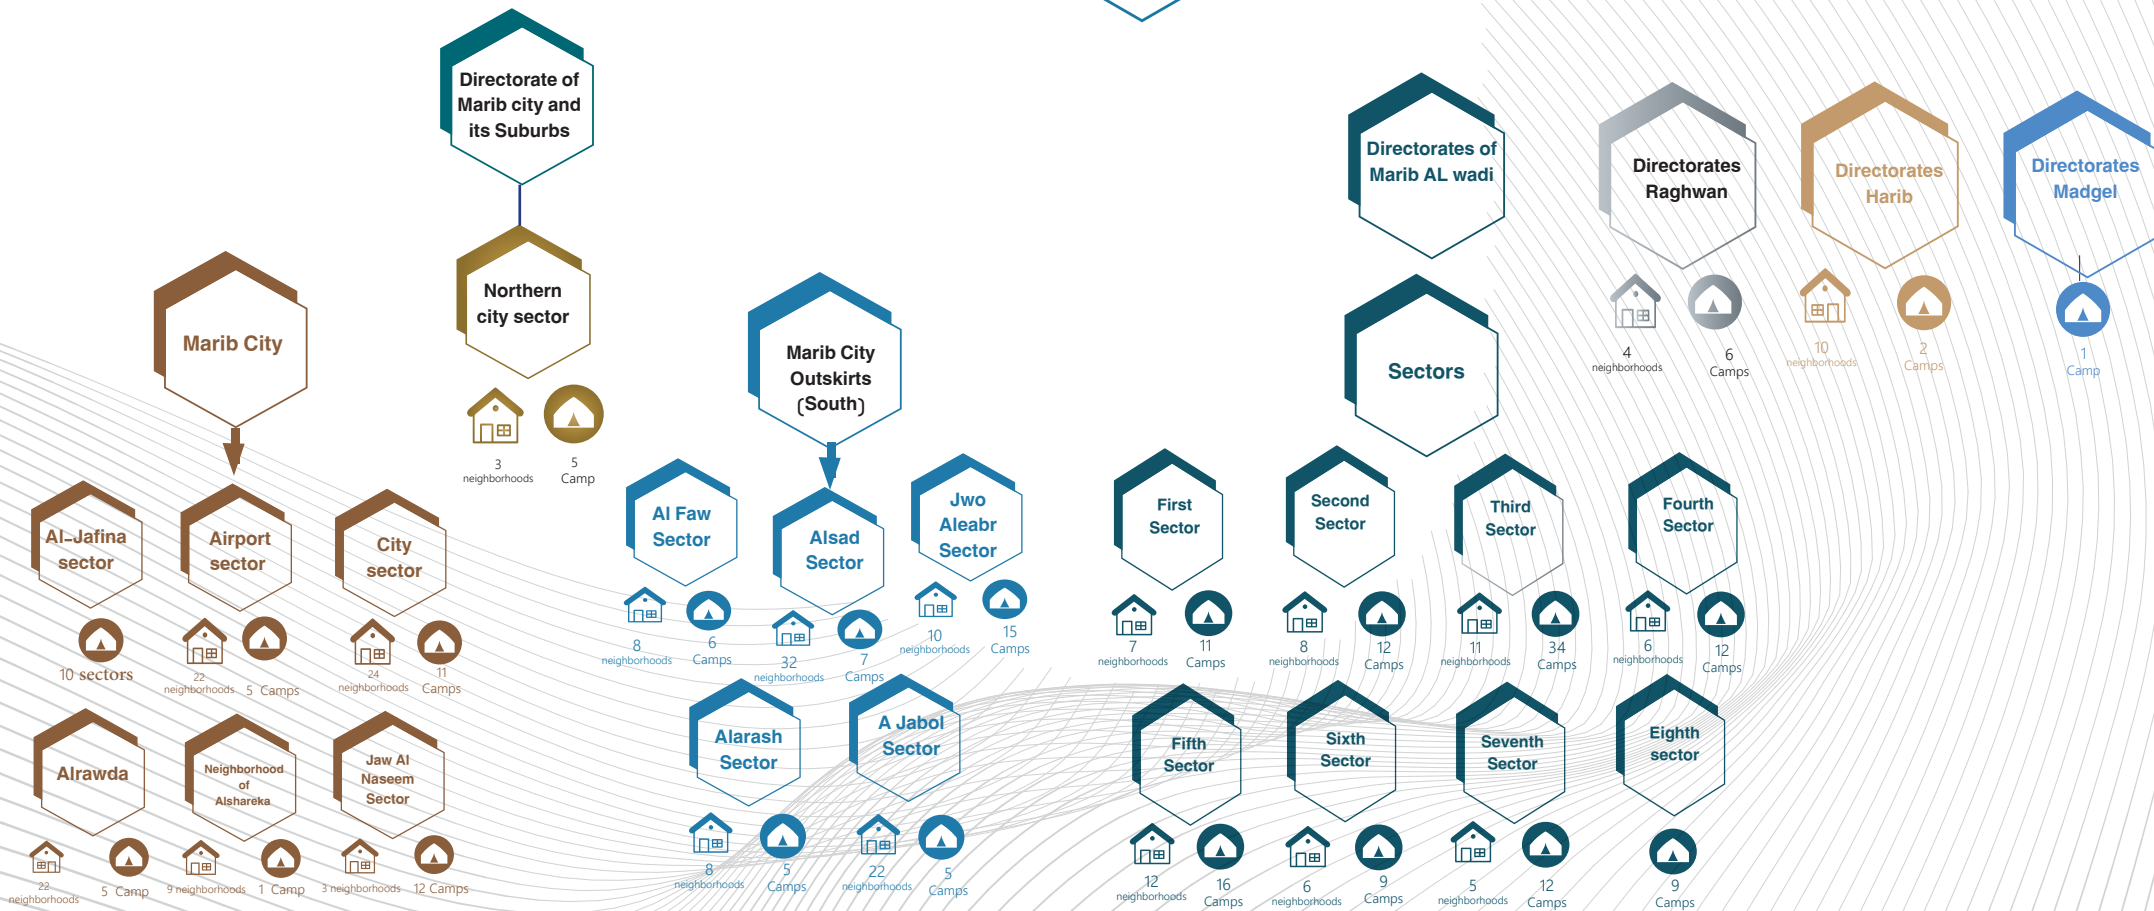 Directorate of
Marib city and
its Suburbs
Northern
city sector
3
neighborhoods
5
Camp
Marib City
Al-Jafina
sector
10 sectors
Airport
sector
22
neighborhoods
5 Camps
City
sector
24
neighborhoods
11
Camps
Alrawda
22
neighborhoods
5 Camp
Neighborhood
of
Alshareka
9 neighborhoods
1 Camp
Jaw Al
Naseem
Sector
3 neighborhoods
12 Camps
Marib City
Outskirts
(South)
Al Faw
Sector
8
neighborhoods
6
Camps
Alsad
Sector
32
neighborhoods
7
Camps
Jwo
Aleabr
Sector
10
neighborhoods
15
Camps
Alarash
Sector
8
neighborhoods
5
Camps
A Jabol
Sector
22
neighborhoods
5
Camps
Directorates of
Marib AL wadi
Sectors
First
Sector
7
neighborhoods
11
Camps
Second
Sector
8
neighborhoods
12
Camps
Third
Sector
11
neighborhoods
34
Camps
Fourth
Sector
6
neighborhoods
12
Camps
Fifth
Sector
12
neighborhoods
16
Camps
Sixth
Sector
6
neighborhoods
9
Camps
Seventh
Sector
5
neighborhoods
12
Camps
Eighth
sector
9
Camps
Directorates
Raghwan
4
neighborhoods
6
Camps
Directorates
Harib
10
neighborhoods
2
Camps
Directorates
Madgel
1
Camp